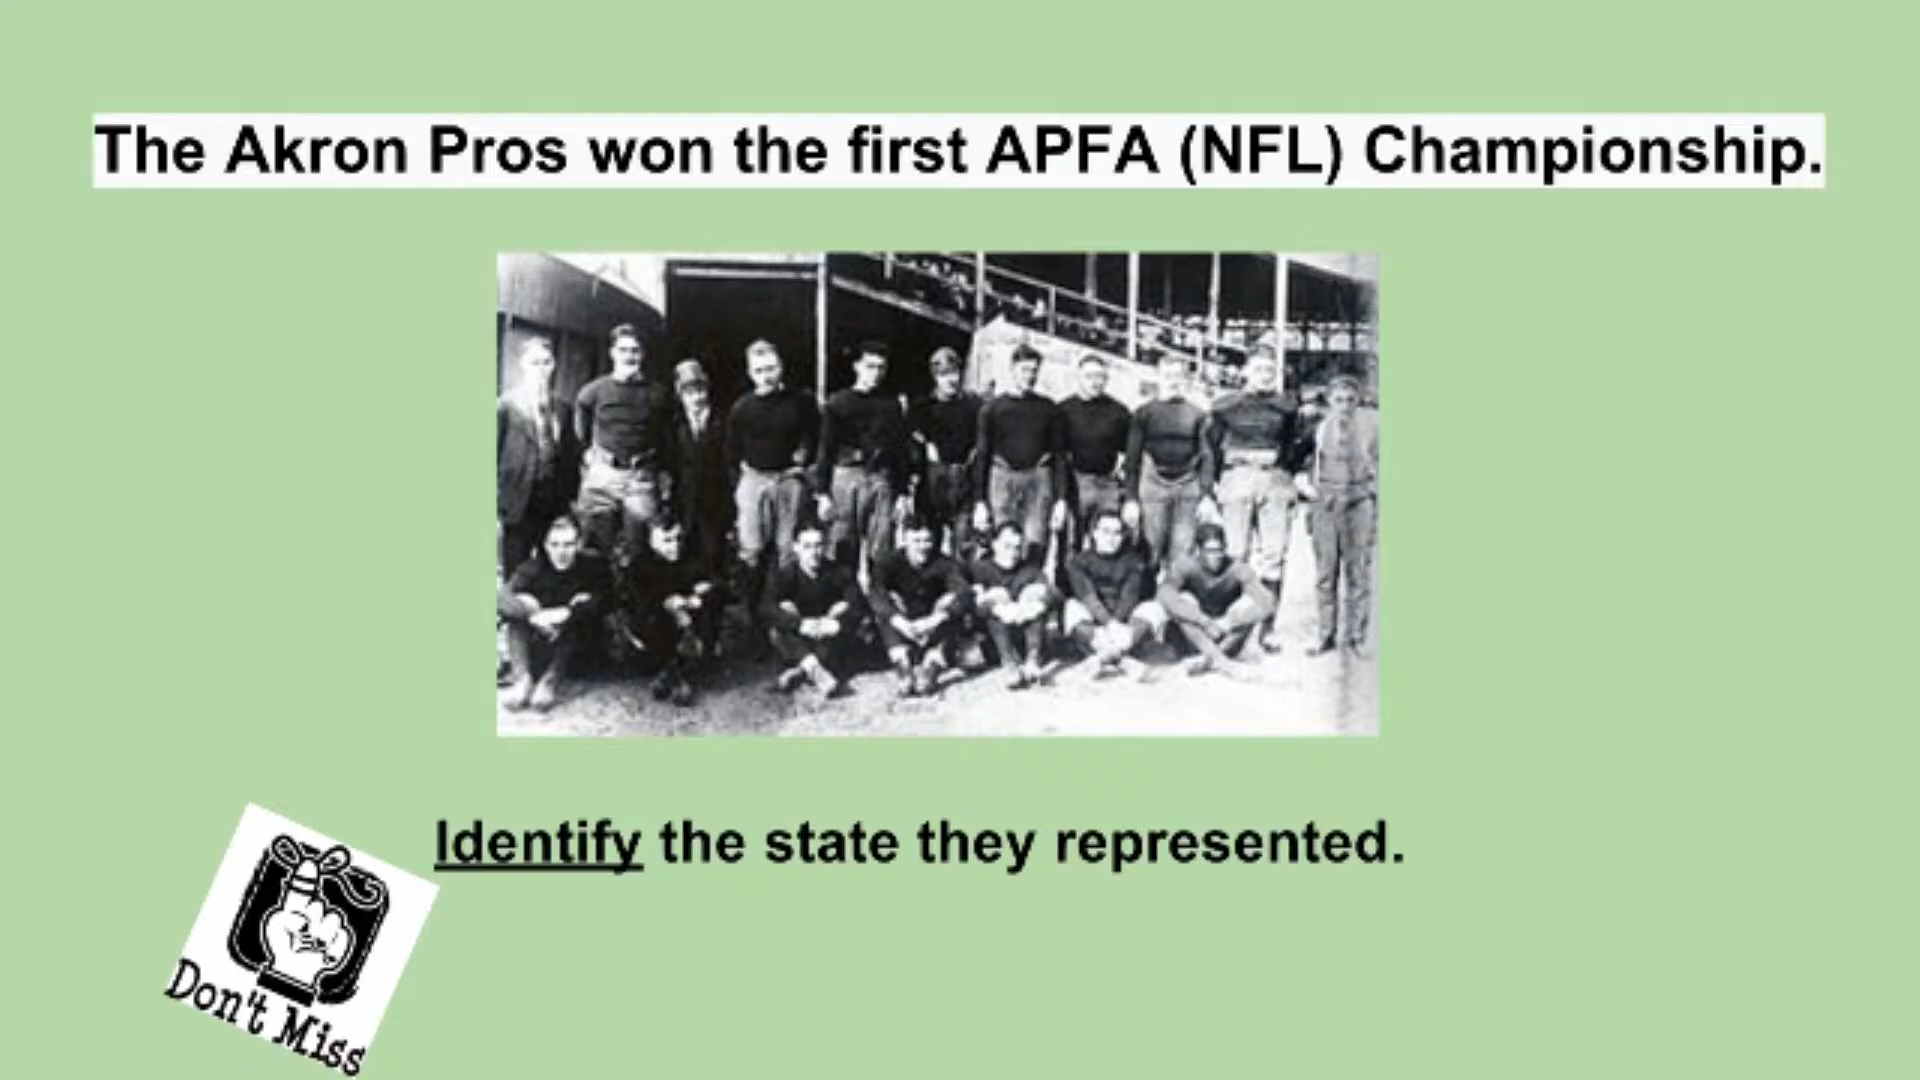 The Akron Pros won the first APFA (NFL) Championship.
Identify the state they represented.
Don't Miss